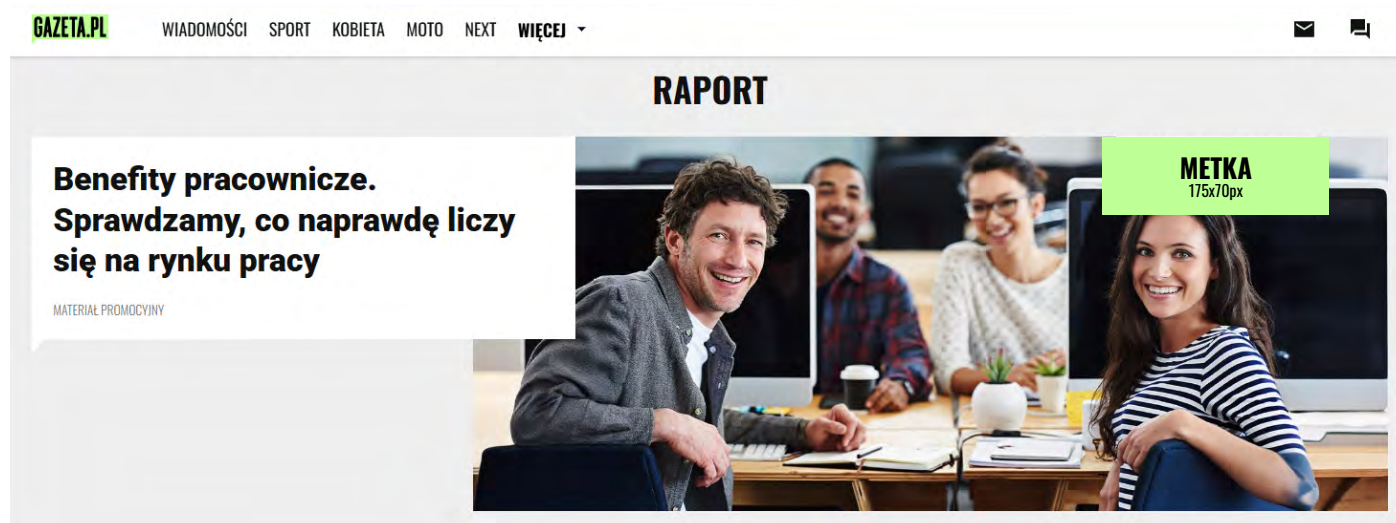 GAZETA.PL
WIADOMOŚCI SPORT KOBIETA MOTO NEXT WIĘCEJ
RAPORT
Benefity pracownicze.
Sprawdzamy, co naprawdę liczy
się na rynku pracy
MATERIAŁ PROMOCYJNY
METKA
175x70px